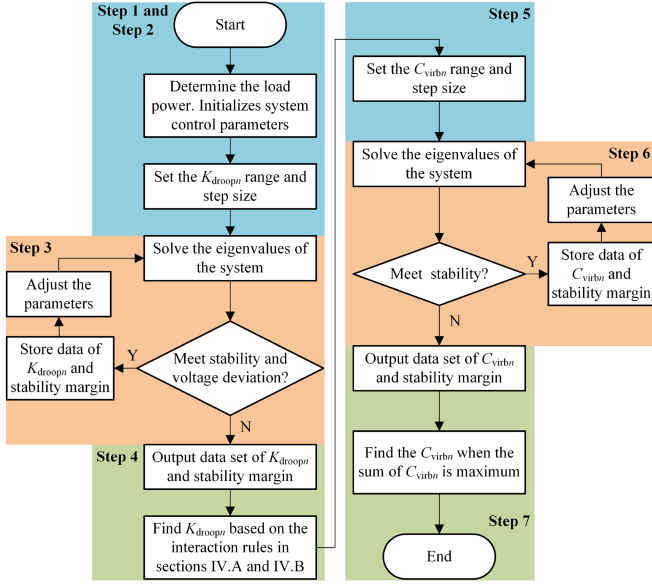 Step 1 and
Step 2
Start
Determine the load
power. Initializes system
control parameters
Set the Kdroopn range and
step size
Step 3
Solve the eigenvalues of
the system
Adjust the
parameters
Store data of
Kdroopn and
stability margin
Y
Meet stability and
voltage deviation?
N
Step 4
Output data set of Kdroopn
and stability margin
Find Kdroopn based on the
interaction rules in
sections IV.A and IV.B
Step 5
Set the Cvirbn range and
step size
Step 6
Solve the eigenvalues of
the system
Adjust the
parameters
Meet stability?
Y
Store data of
Cvirbn and
stability margin
N
Output data set of Cvirbn
and stability margin
Find the Cvirbn when the
sum of Cvirbn is maximum
Step 7
End